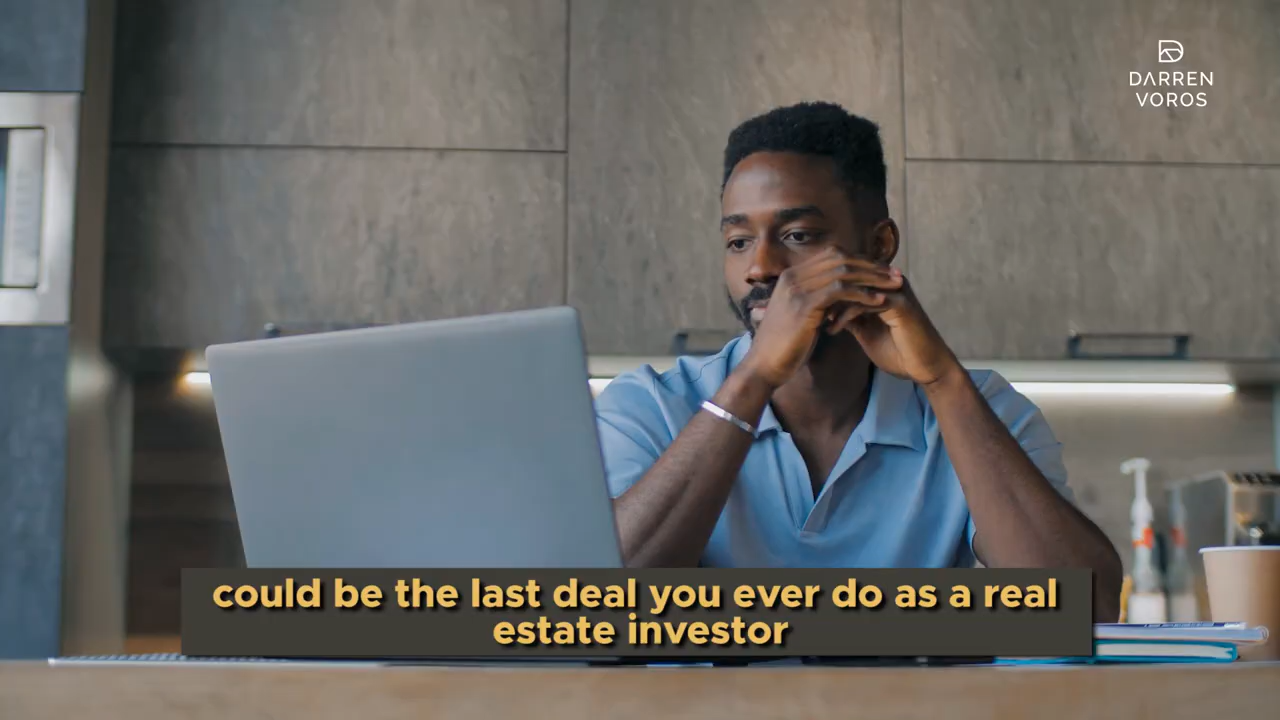 DARREN
VOROS
could be the last deal you ever do as a real
estate investor